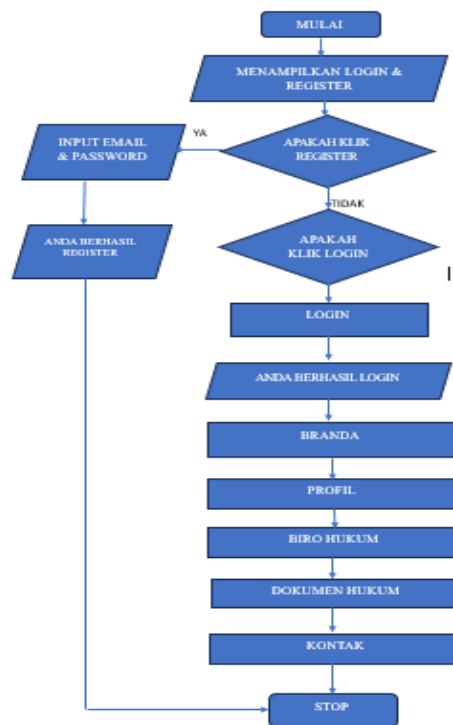 MULAI
MENAMPILKAN LOGIN &
REGISTER
APAKAH KLIK
REGISTER
YA
INPUT EMAIL
& PASSWORD
ANDA BERHASIL
REGISTER
TIDAK
APAKAH
KLIK LOGIN
I
LOGIN
ANDA BERHASIL LOGIN
BRANDA
PROFIL
BIRO HUKUM
DOKUMEN HUKUM
KONTAK
STOP